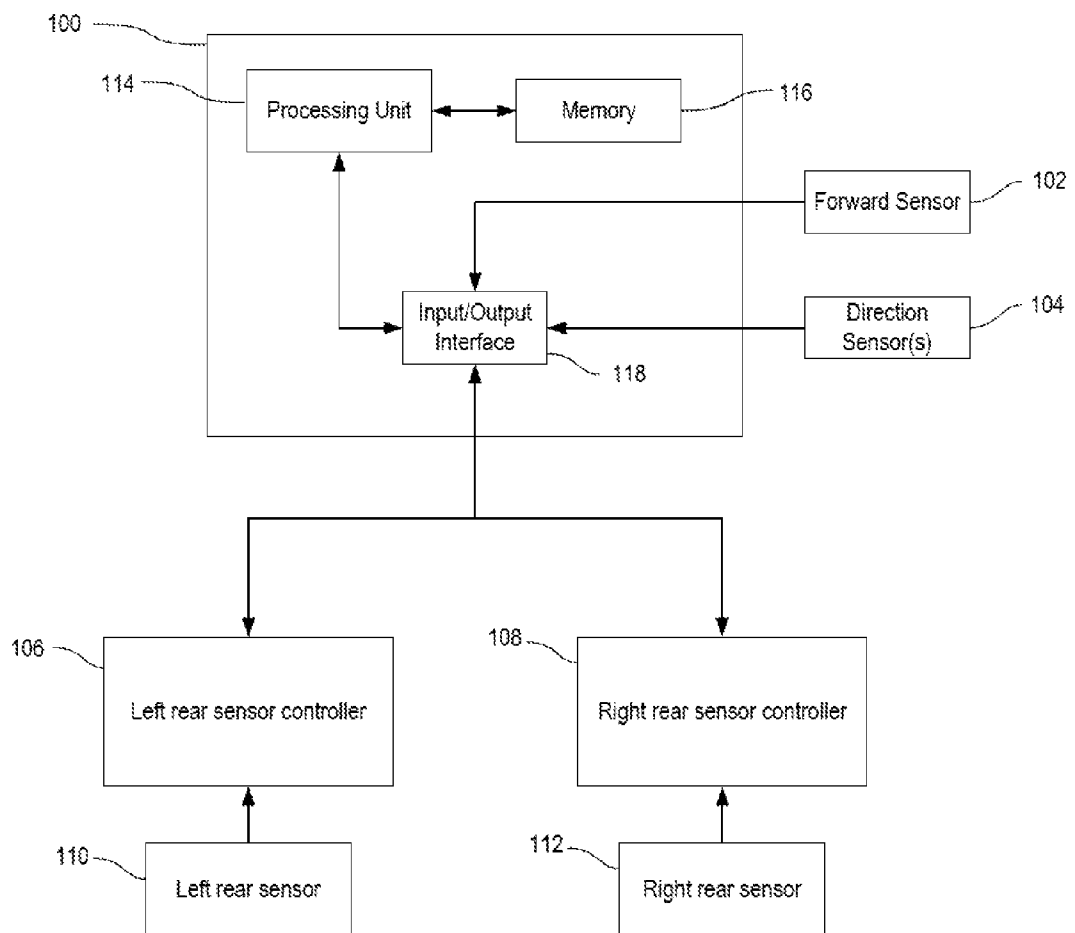 100
114
Processing Unit
Memory
116
Forward Sensor
102
Input/Output
Interface
118
Direction
Sensor(s)
104
106
Left rear sensor controller
108
Right rear sensor controller
110
Left rear sensor
112
Right rear sensor